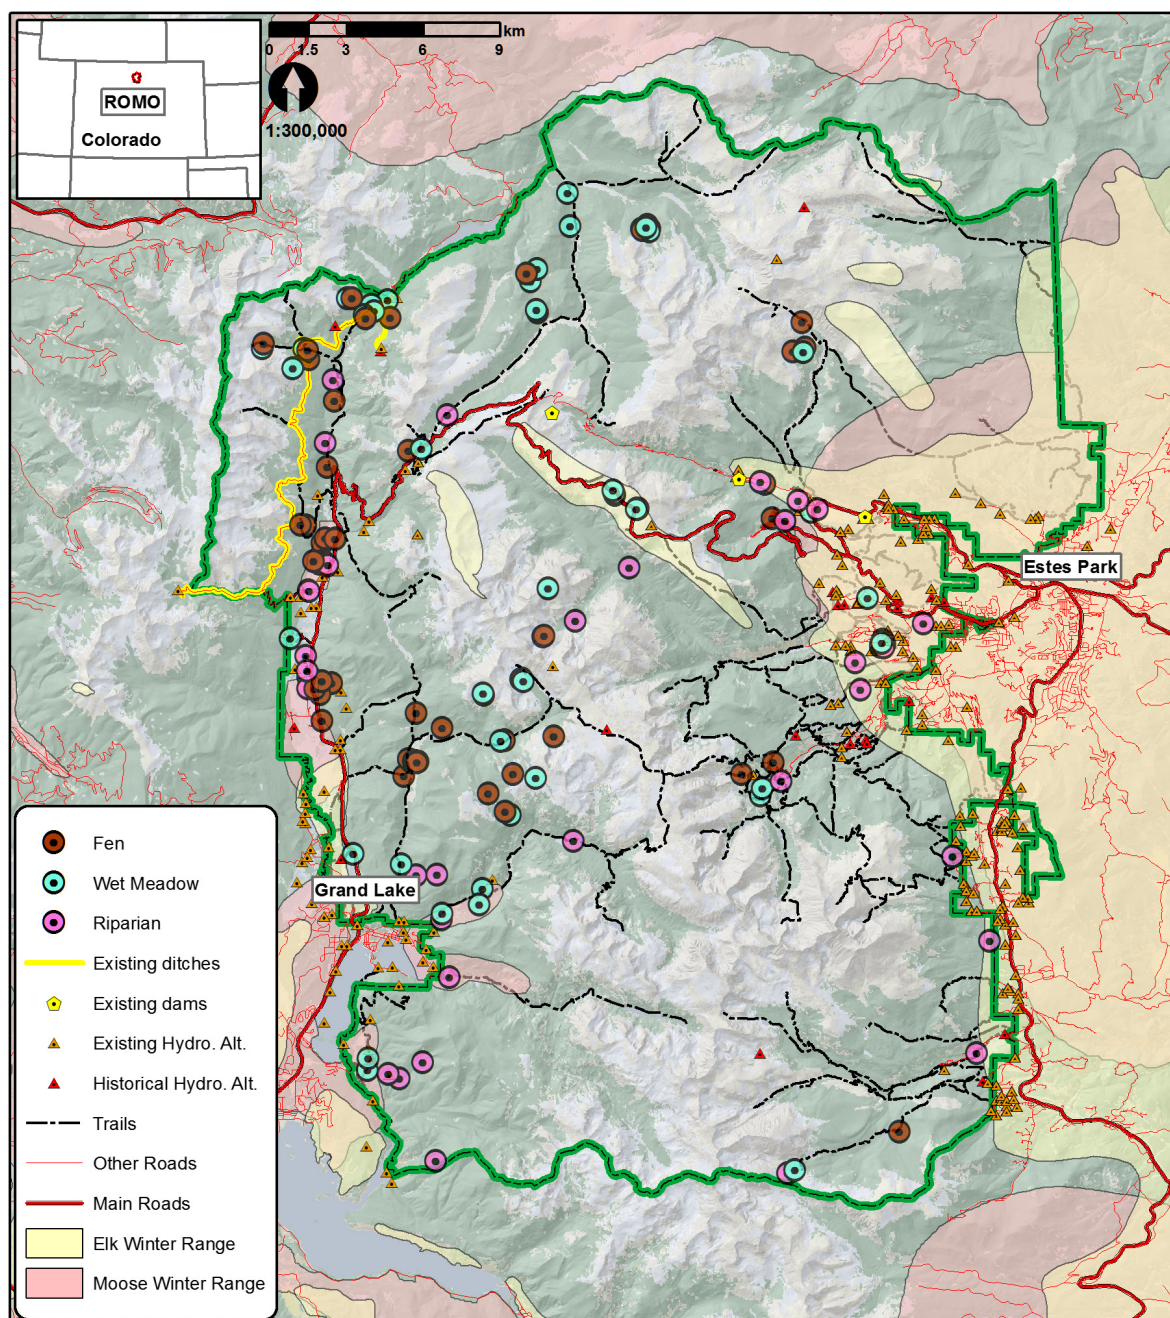 ROMO
Colorado
km
0 1.5 3 6 9
1:300,000
Estes Park
Grand Lake
Fen
Wet Meadow
Riparian
Existing ditches
Existing dams
Existing Hydro. Alt.
Historical Hydro. Alt.
Trails
Other Roads
Main Roads
Elk Winter Range
Moose Winter Range